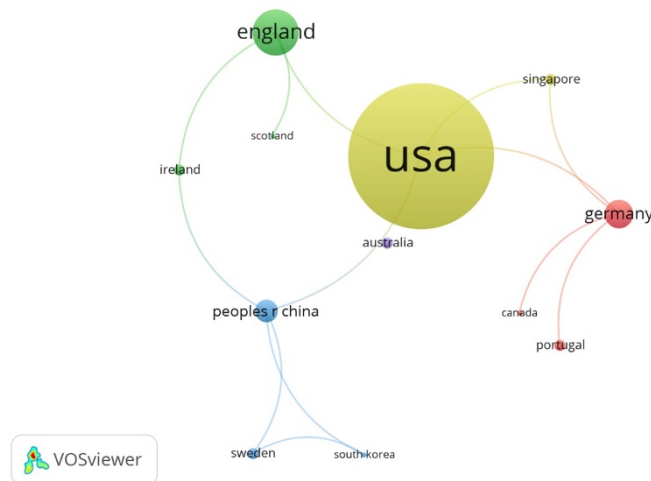 england
singapore
scotland
usa
ireland
germany
australia
peoples r china
canada
portugal
sweden
south korea
VOSviewer